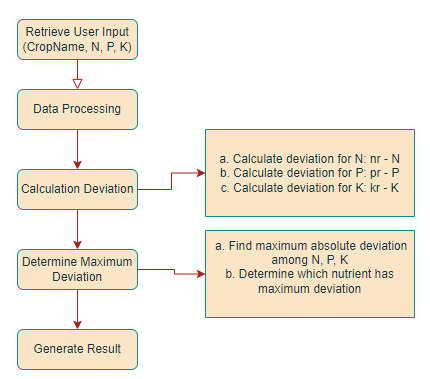 Retrieve User Input
(CropName, N, P, K)
Data Processing
Calculation Deviation
a. Calculate deviation for N: nr - N
b. Calculate deviation for P: pr - P
c. Calculate deviation for K: kr - K
Determine Maximum
Deviation
a. Find maximum absolute deviation
among N, P, K
b. Determine which nutrient has
maximum deviation
Generate Result